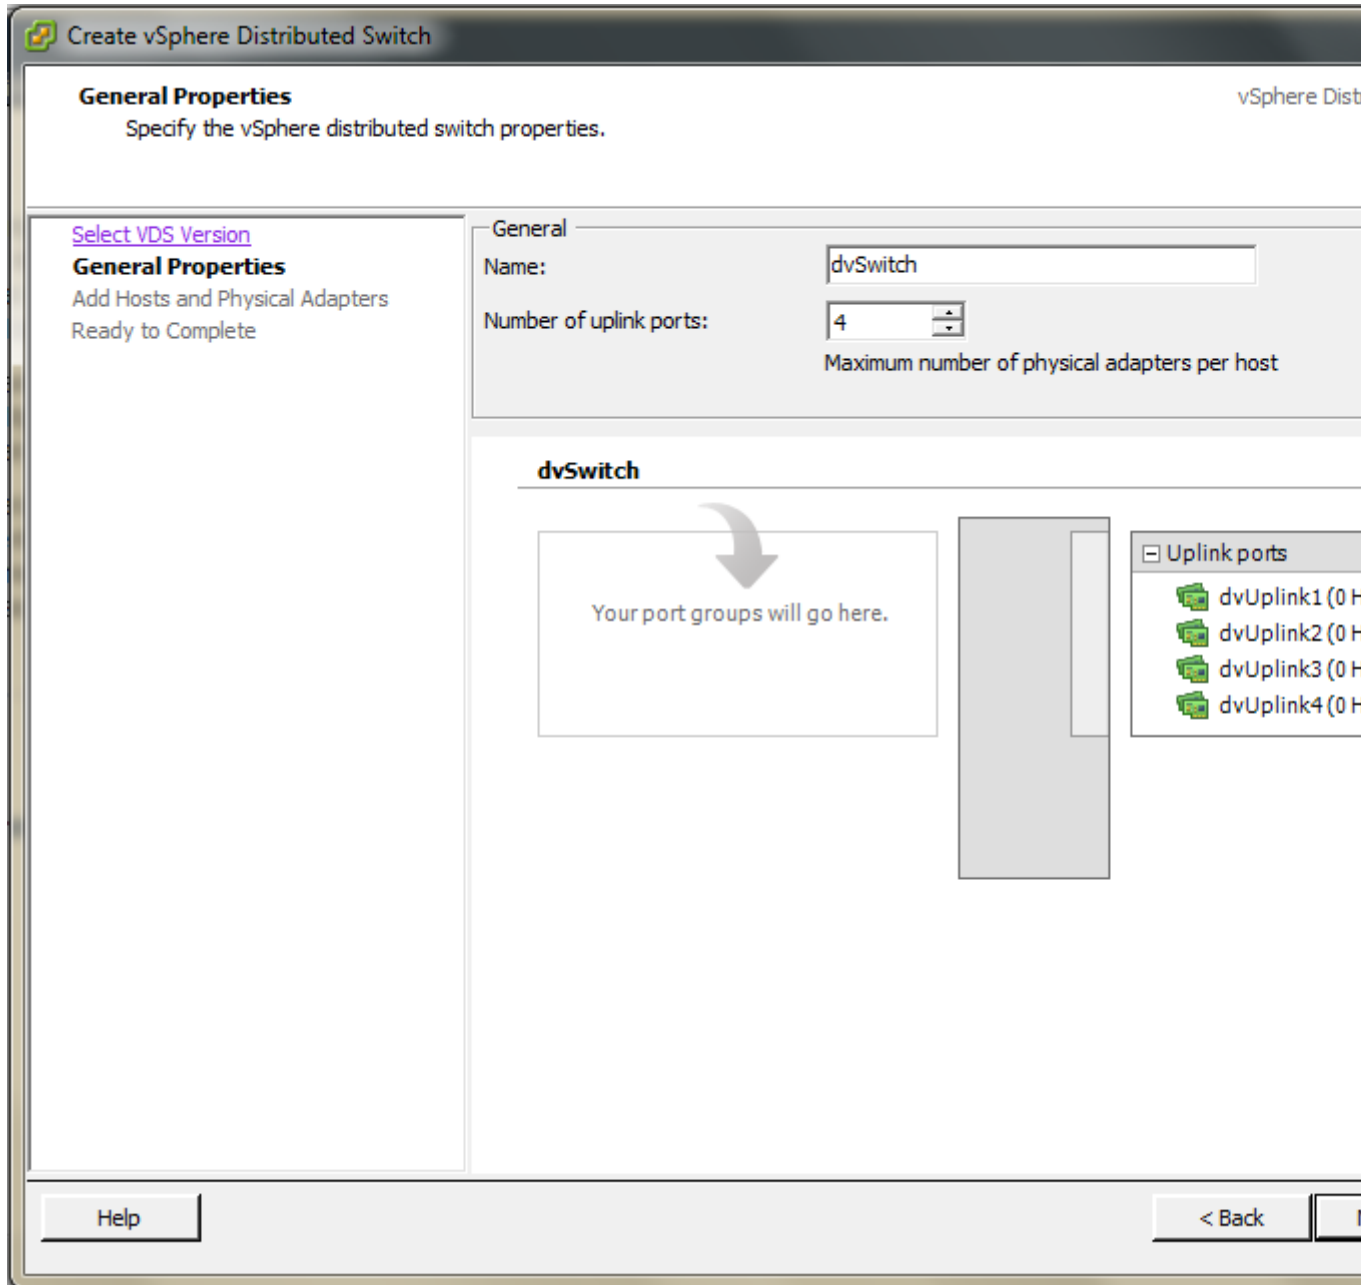 Create vSphere Distributed Switch
General Properties
vSphere
Specify the vSphere distributed switch properties.
Select VDS Version
General Properties
Add Hosts and Physical Adapters
Ready to Complete
General
Name:
dvSwitch
Number of uplink ports:
4
Maximum number of physical adapters per host
dvSwitch
Your port groups will go here.
Uplink ports
dvUplink1 (0
dvUplink2 (0
dvUplink3 (0
dvUplink4 (0
Help
< Back